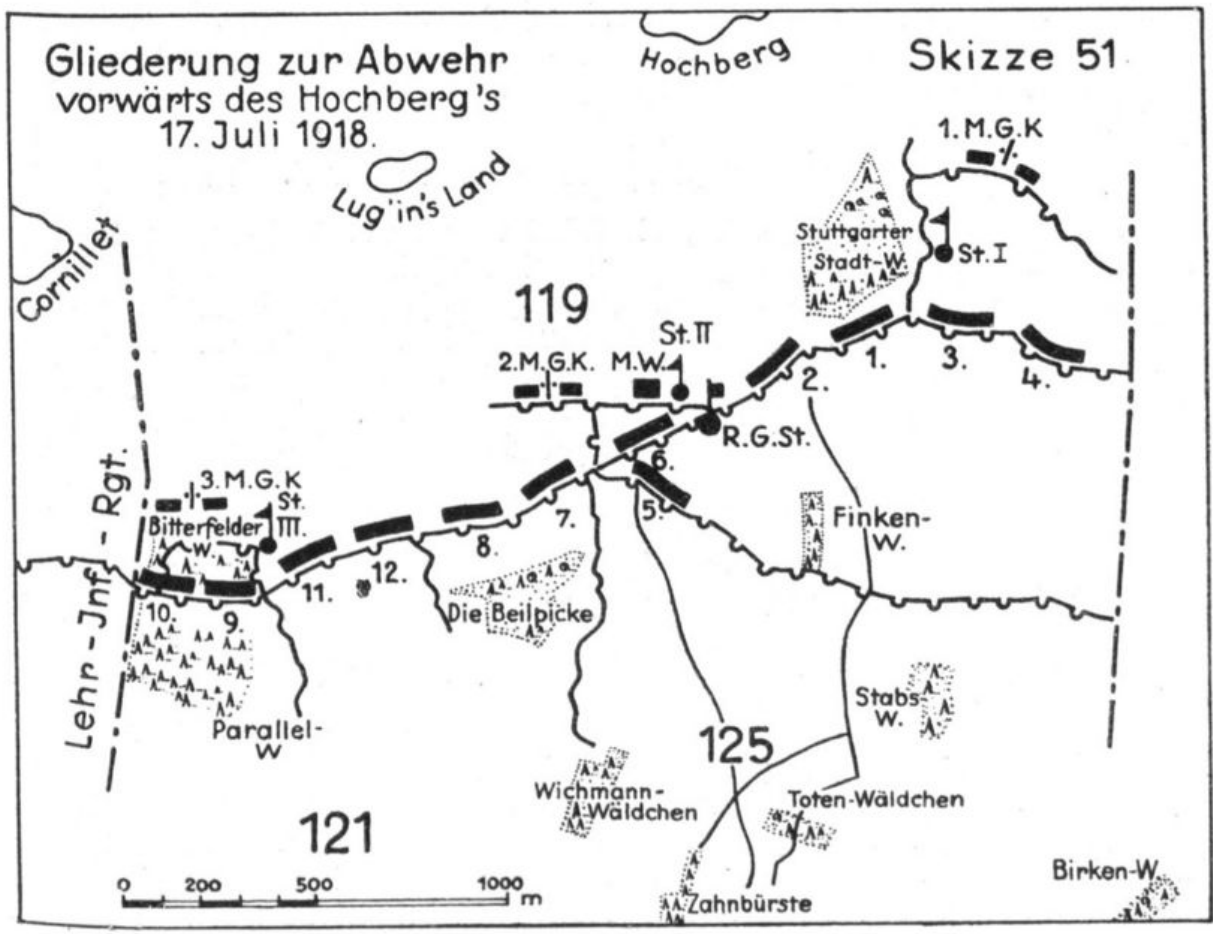 Gliederung zur Abwehr
vorwärts des Hochberg's
17. Juli 1918.
Skizze 51
Hochberg
Lug'in's Land
Cornillet
1. M.G.K
Stuttgarter
Stadt-W.
St. I
119
St. II
2.M.G.K.
M.W.
R.G.St.
1.
2.
3.
4.
5.
6.
7.
8.
3. M.G.K
St.
III.
Bitterfelder
W.
9.
10.
11.
12.
Lehr-Jnf.-Rgt.
Finken-
W.
Die Beilpicke
Parallel-
W
Stabs-
W.
125
Wichmann-
Wäldchen
Toten-Wäldchen
121
Birken-W.
Zahnbürste
0 200 500 1000
m